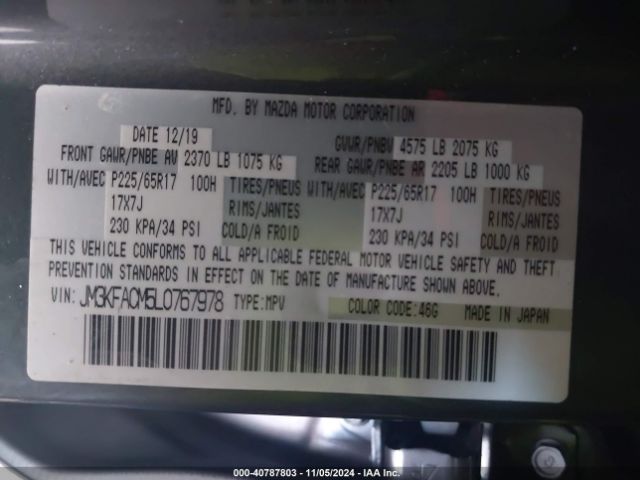 MFD. BY MAZDA MOTOR CORPORATION
DATE 12/19 GVWR/PNBV 4575 LB 2075 KG
FRONT GAWR/PNBE AV 2370 LB 1075 KG REAR GAWR/PNBE AR 2205 LB 1000 KG
WITH/AVEC P225/65R17 100H TIRES/PNEUS WITH/AVEC P225/65R17 100H TIRES/PNEUS
17X7J RIMS/JANTES 17X7J RIMS/JANTES
230 KPA/34 PSI COLD/A FROID 230 KPA/34 PSI COLD/A FROID
THIS VEHICLE CONFORMS TO ALL APPLICABLE FEDERAL MOTOR VEHICLE SAFETY AND THEFT
PREVENTION STANDARDS IN EFFECT ON THE DATE OF MANUFACTURE SHOWN ABOVE.
VIN: JM3KFACM5L0767978 TYPE:MPV COLOR CODE:46G MADE IN JAPAN
000-40787803 - 11/05/2024 - IAA Inc.